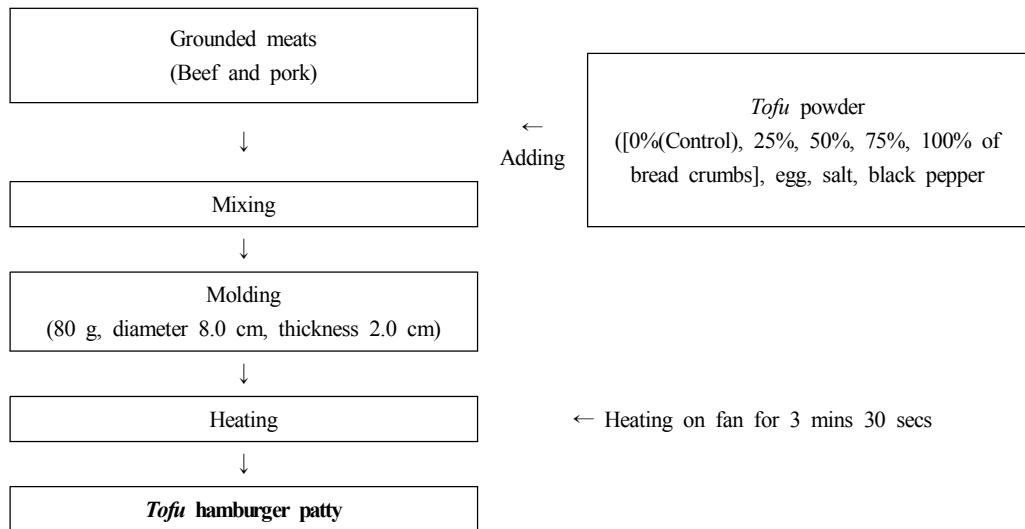 Grounded meats
(Beef and pork)
↓
←
Adding
Tofu powder
([0%(Control), 25%, 50%, 75%, 100% of
bread crumbs], egg, salt, black pepper
Mixing
↓
Molding
(80 g, diameter 8.0 cm, thickness 2.0 cm)
↓
Heating
← Heating on fan for 3 mins 30 secs
↓
Tofu hamburger patty